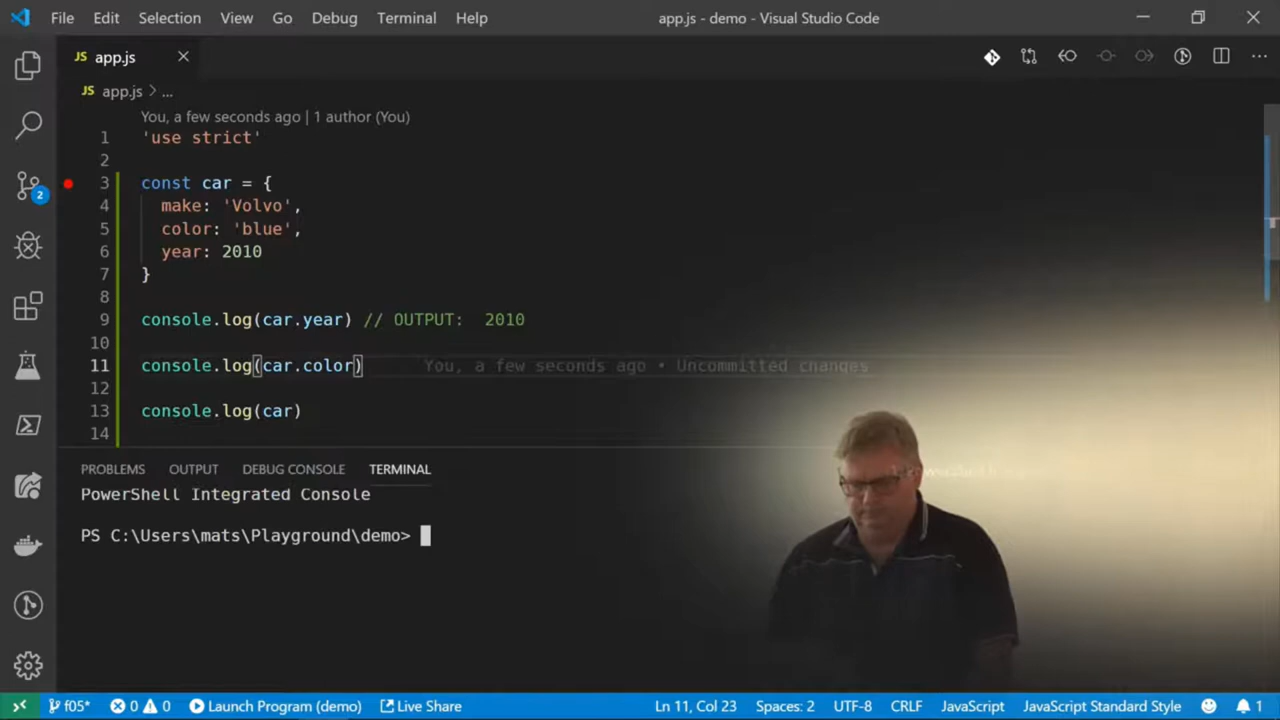 File Edit Selection View Go Debug Terminal Help app.js - demo - Visual Studio Code
JS app.js
JS app.js > ...
You, a few seconds ago | 1 author (You)
1 'use strict'
2
3 const car = {
4 make: 'Volvo',
5 color: 'blue',
6 year: 2010
7 }
8
9 console.log(car.year) // OUTPUT:  2010
10
11 console.log(car.color) You, a few seconds ago • Uncommitted changes
12
13 console.log(car)
14
2
PROBLEMS OUTPUT DEBUG CONSOLE TERMINAL
PowerShell Integrated Console
PS C:\Users\mats\Playground\demo>
f05* 0 0 Launch Program (demo) Live Share Ln 11, Col 23 Spaces: 2 UTF-8 CRLF JavaScript JavaScript Standard Style 1